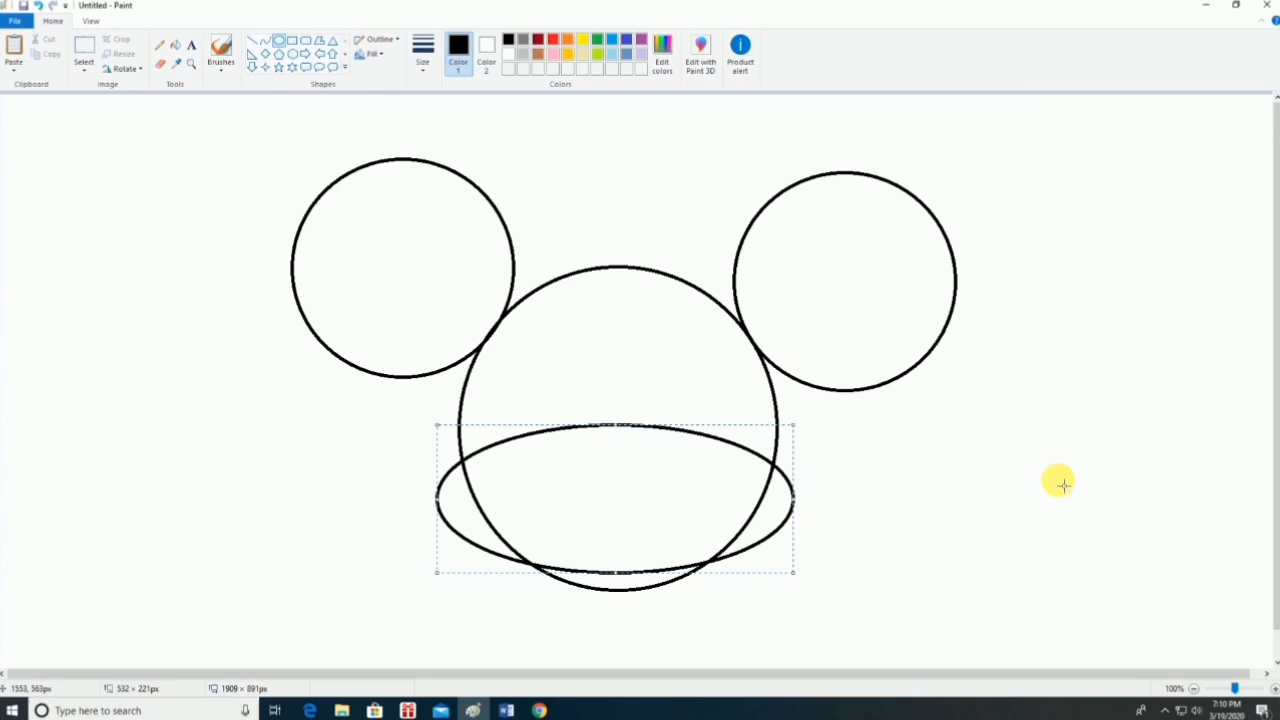 Untitled - Paint
File Home View
Paste
Cut
Copy
Clipboard
Select
Crop
Resize
Rotate
Image
A
Tools
Brushes
Outline
Fill
Shapes
Size
Color 1
Color 2
Edit colors
Colors
Edit with Paint 3D
Product alert
1553, 563px
532 × 221px
1909 × 891px
100%
Type here to search
7:10 PM
3/19/2020